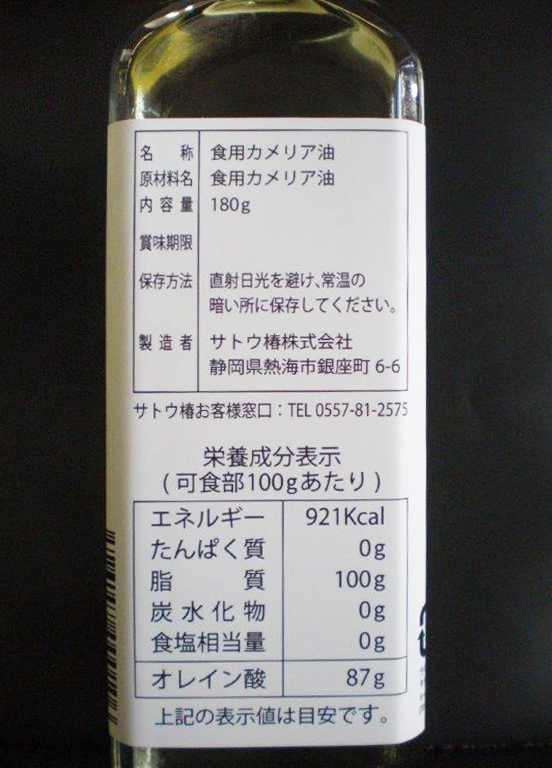 名 称 食用カメリア油
原材料名 食用カメリア油
内容量 180g
賞味期限
保存方法 直射日光を避け、常温の
暗い所に保存してください。
製造者 サトウ椿株式会社
静岡県熱海市銀座町 6-6
サトウ椿お客様窓口：TEL 0557-81-2575
栄養成分表示
(可食部100gあたり)
エネルギー 921Kcal
たんぱく質 0g
脂質 100g
炭水化物 0g
食塩相当量 0g
オレイン酸 87g
上記の表示値は目安です。